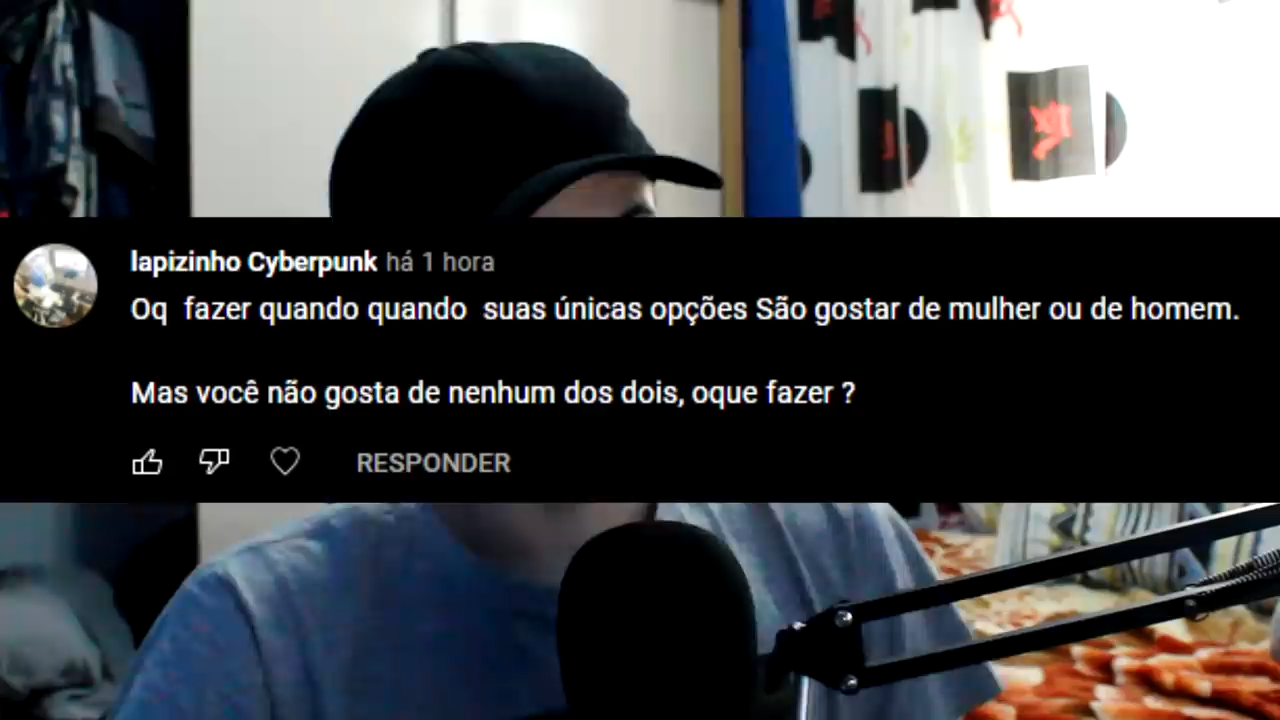 lapizinho Cyberpunk há 1 hora
Oq fazer quando quando suas únicas opções São gostar de mulher ou de homem.
Mas você não gosta de nenhum dos dois, oque fazer ?
RESPONDER